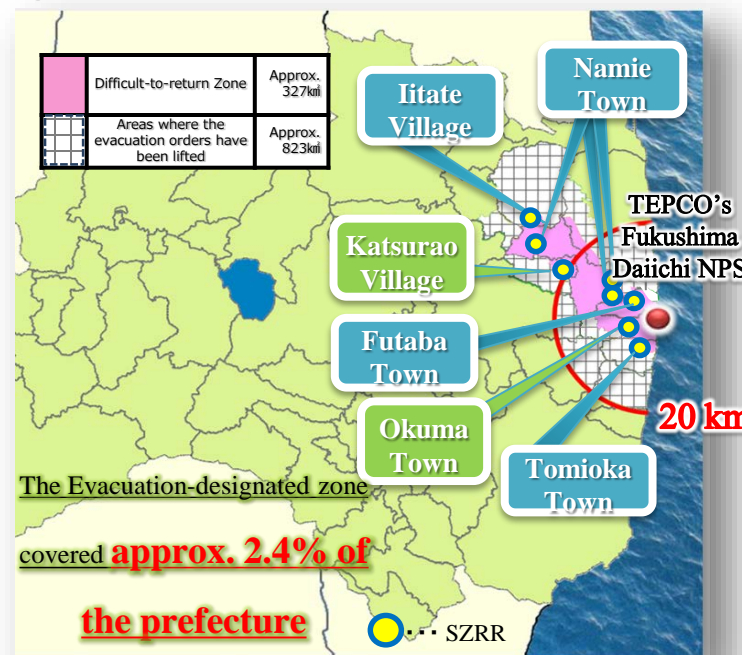 Difficult-to-return Zone
Approx.
327㎢
Areas where the
evacuation orders have
been lifted
Approx.
823㎢
Iitate
Village
Namie
Town
TEPCO's
Fukushima
Daiichi NPS
Katsurao
Village
Futaba
Town
20 km
Okuma
Town
Tomioka
Town
The Evacuation-designated zone
covered approx. 2.4% of
the prefecture
··· SZRR